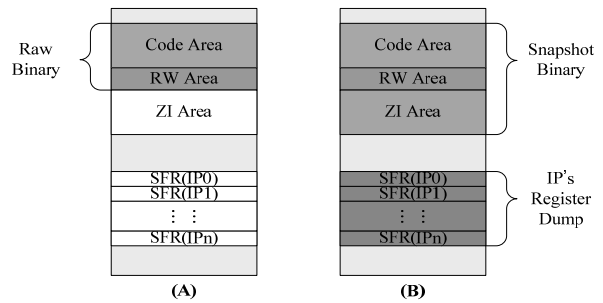 Raw
Binary
Code Area
RW Area
ZI Area
SFR(IP0)
SFR(IP1)
⋮ ⋮
SFR(IPn)
(A)
Code Area
RW Area
ZI Area
SFR(IP0)
SFR(IP1)
⋮ ⋮
SFR(IPn)
(B)
Snapshot
Binary
IP's
Register
Dump